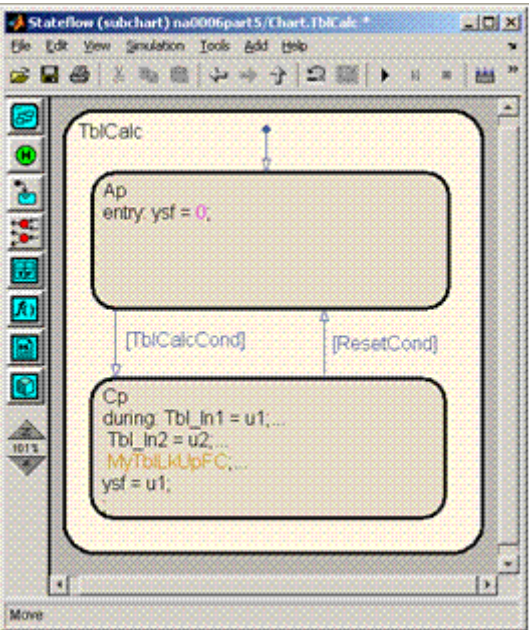 Stateflow (subchart) na0006part5/Chart.TblCalc *
File Edit View Simulation Tools Add Help
TblCalc
Ap
entry: ysf = 0;
[TblCalcCond]
[ResetCond]
Cp
during: Tbl_In1 = u1;...
Tbl_In2 = u2;...
MyTblLkUpFC;...
ysf = u1;
H
f()
101%
Move